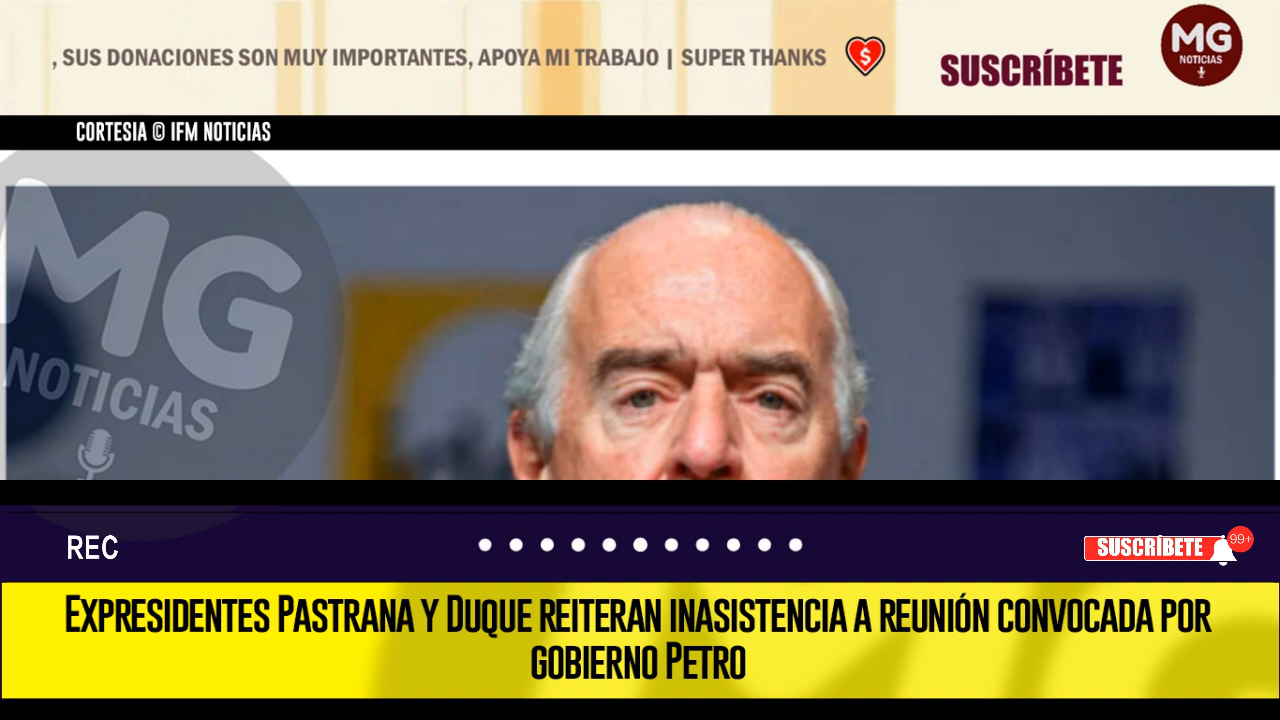 , SUS DONACIONES SON MUY IMPORTANTES, APOYA MI TRABAJO | SUPER THANKS
$
SUSCRÍBETE
MG
NOTICIAS
CORTESIA © IFM NOTICIAS
MG
NOTICIAS
REC
SUSCRÍBETE
99+
EXPRESIDENTES PASTRANA Y DUQUE REITERAN INASISTENCIA A REUNIÓN CONVOCADA POR
GOBIERNO PETRO